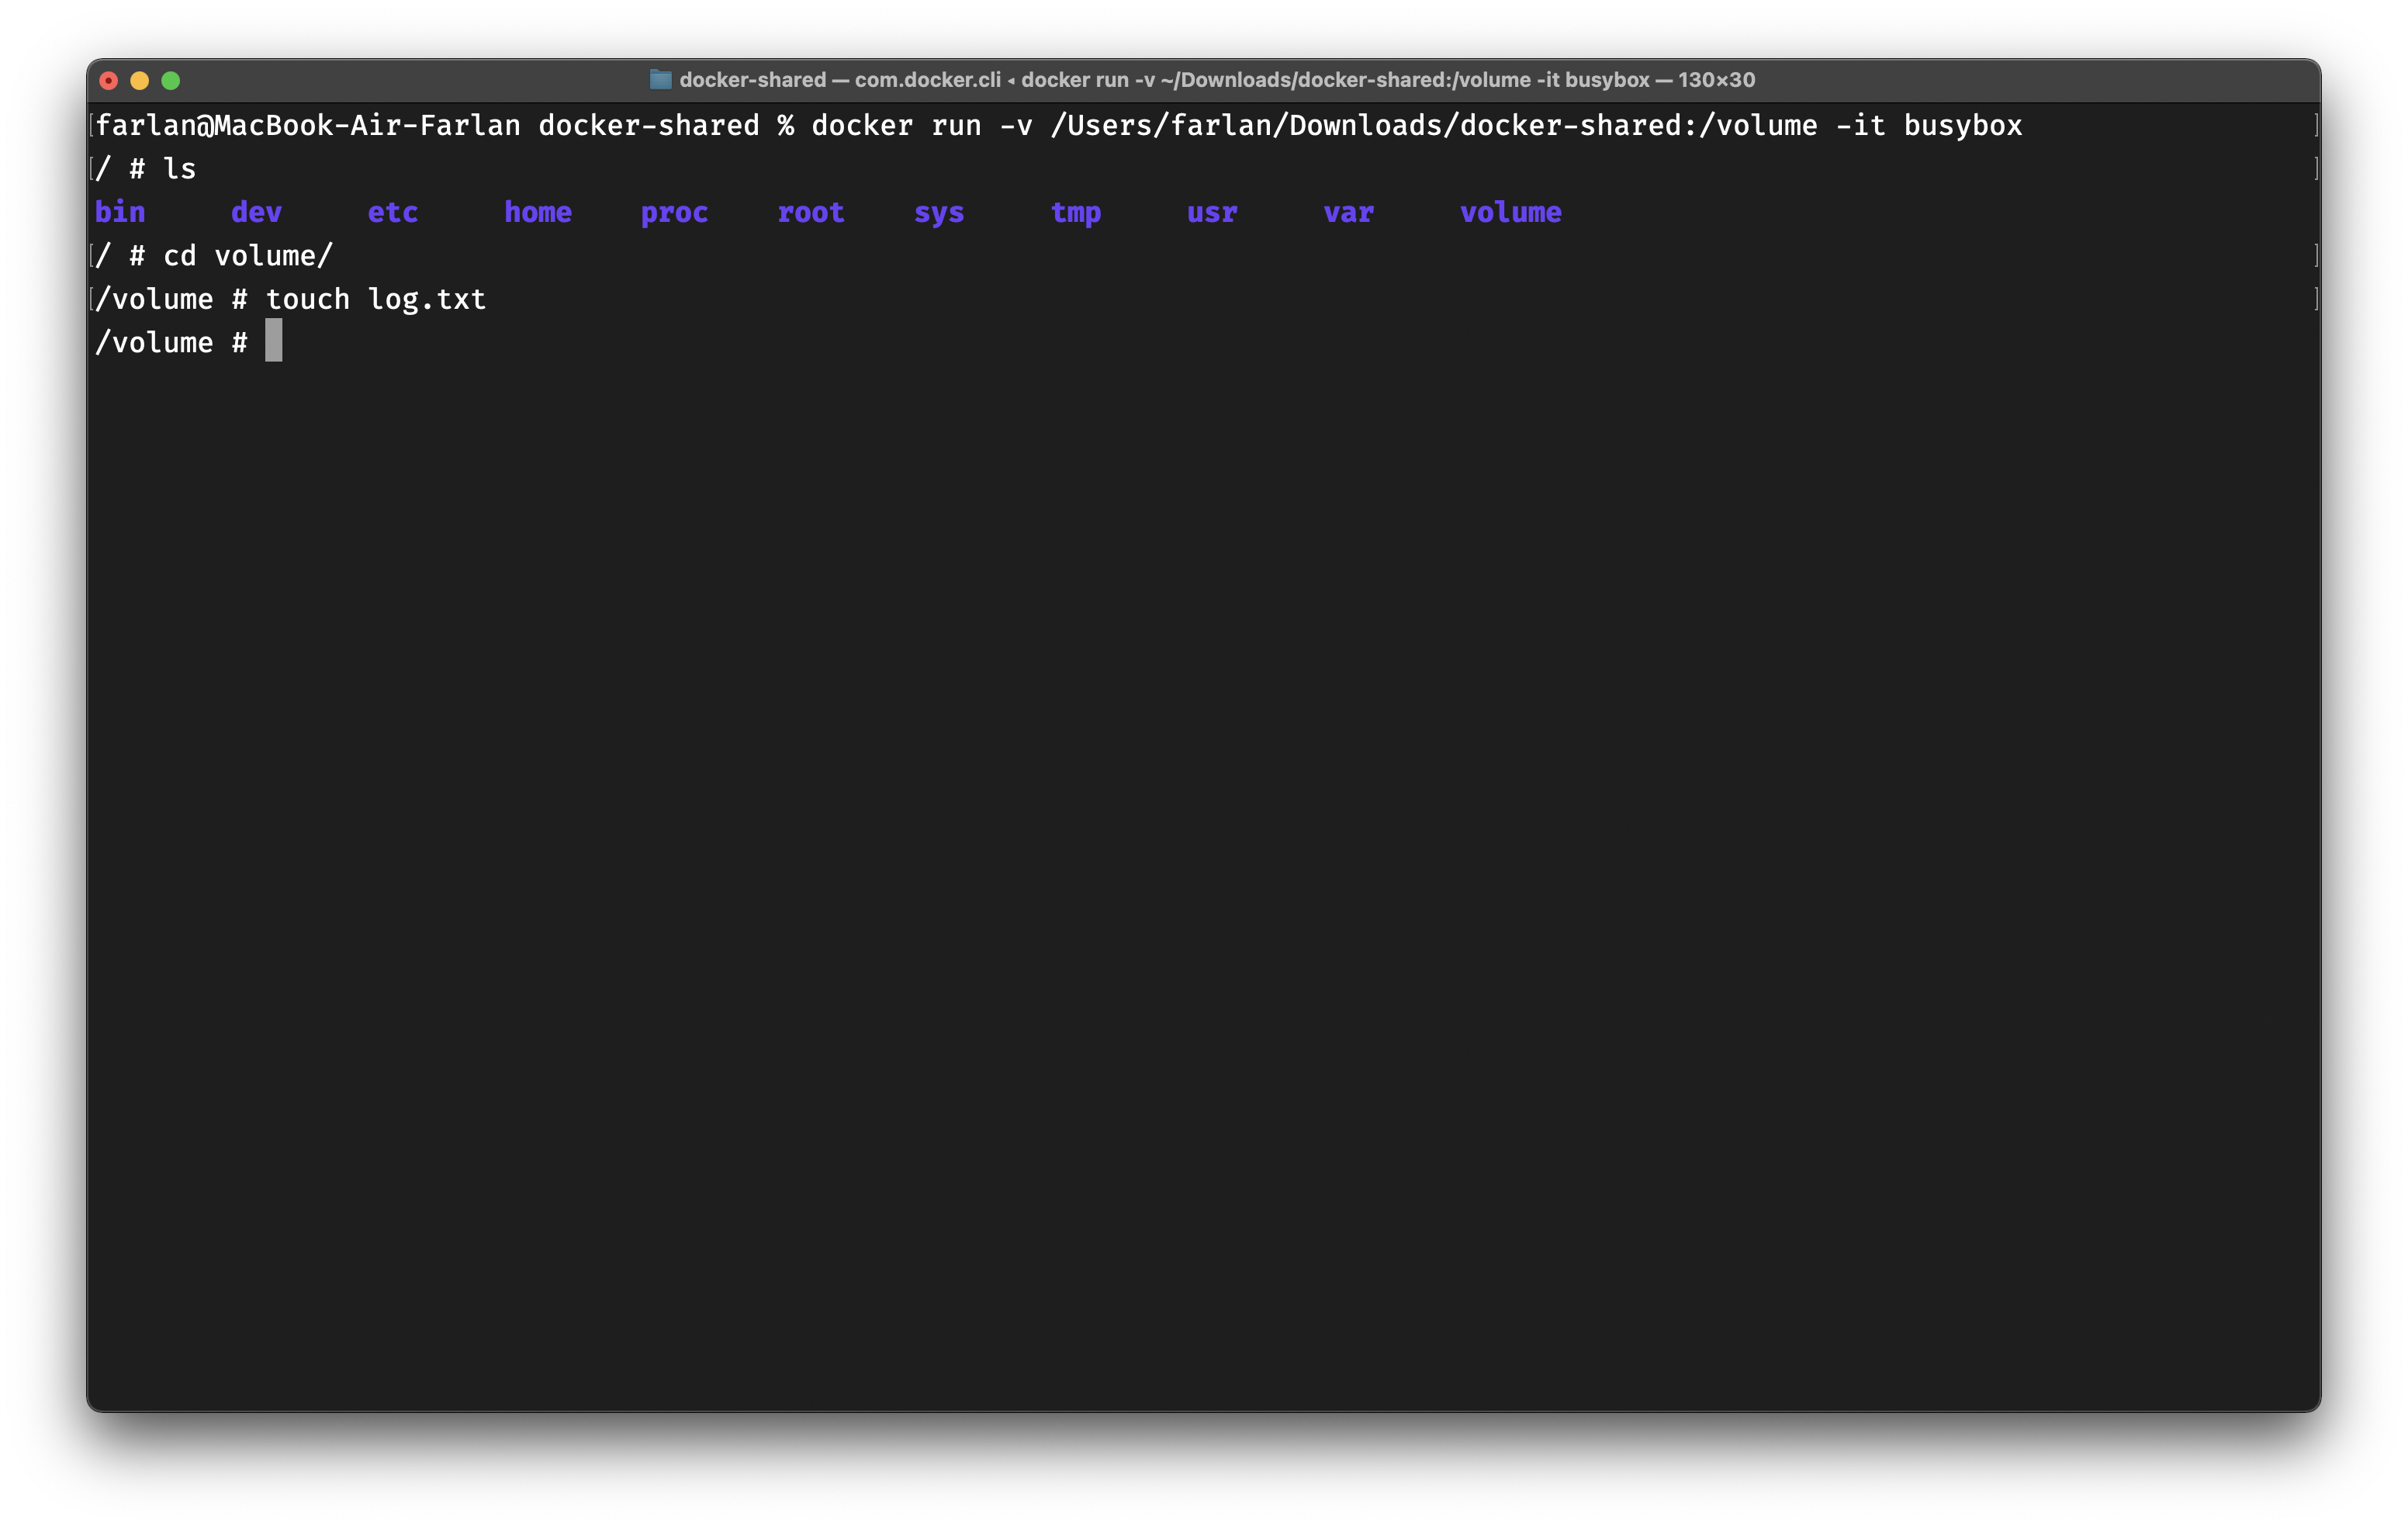 docker-shared — com.docker.cli ◂ docker run -v ~/Downloads/docker-shared:/volume -it busybox — 130×30
[farlan@MacBook-Air-Farlan docker-shared % docker run -v /Users/farlan/Downloads/docker-shared:/volume -it busybox ]
[/ # ls ]
bin dev etc home proc root sys tmp usr var volume
[/ # cd volume/ ]
[/volume # touch log.txt ]
/volume #